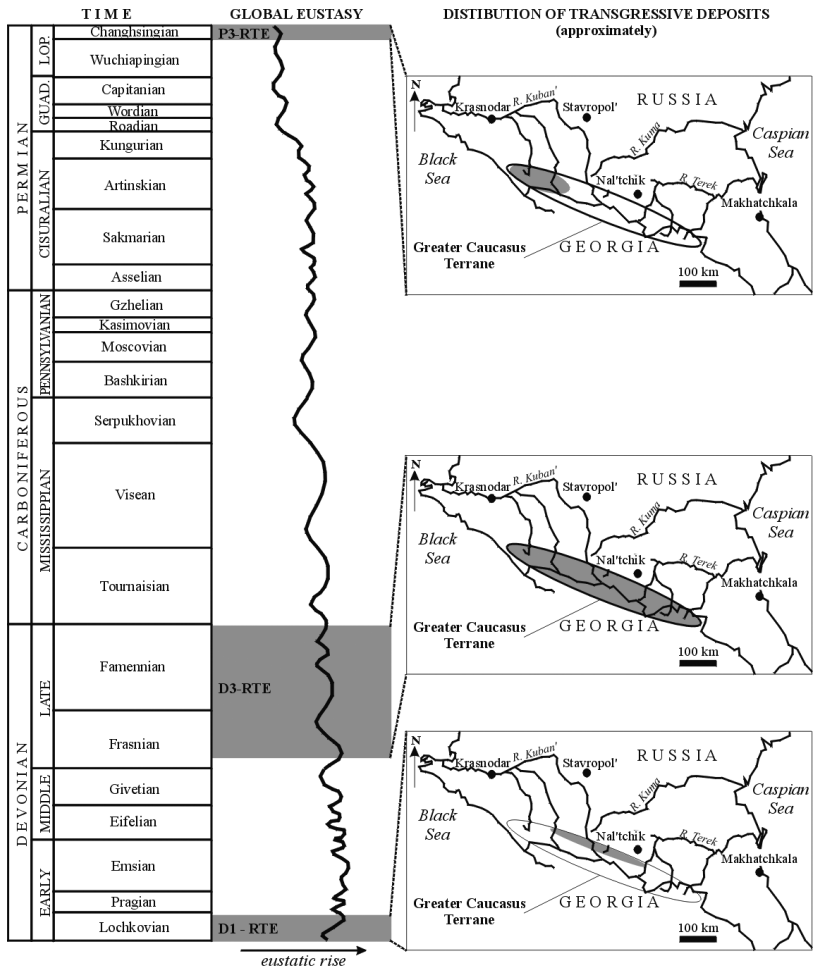 TIME
GLOBAL EUSTASY
DISTIBUTION OF TRANSGRESSIVE DEPOSITS
(approximately)
PERMIAN
LOP.
Changhsingian
Wuchiapingian
GUAD.
Capitanian
Wordian
Roadian
CISURALIAN
Kungurian
Artinskian
Sakmarian
Asselian
CARBONIFEROUS
PENNSYLVANIAN
Gzhelian
Kasimovian
Moscovian
Bashkirian
MISSISSIPPIAN
Serpukhovian
Visean
Tournaisian
DEVONIAN
LATE
Famennian
Frasnian
MIDDLE
Givetian
Eifelian
EARLY
Emsian
Pragian
Lochkovian
P3-RTE
D3-RTE
D1 - RTE
eustatic rise
N
Krasnodar
R. Kuban'
Stavropol'
RUSSIA
R. Kuma
Caspian
Sea
Black
Sea
Nal'tchik
R. Terek
Makhatchkala
Greater Caucasus
Terrane
GEORGIA
100 km
N
Krasnodar
R. Kuban'
Stavropol'
RUSSIA
R. Kuma
Caspian
Sea
Black
Sea
Nal'tchik
R. Terek
Makhatchkala
Greater Caucasus
Terrane
GEORGIA
100 km
N
Krasnodar
R. Kuban'
Stavropol'
RUSSIA
R. Kuma
Caspian
Sea
Black
Sea
Nal'tchik
R. Terek
Makhatchkala
Greater Caucasus
Terrane
GEORGIA
100 km